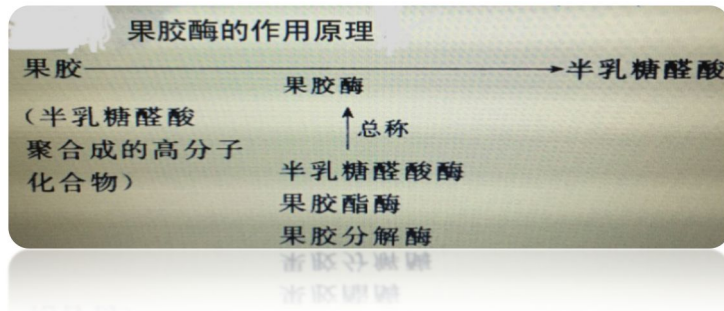 果胶酶的作用原理
果胶 半乳糖醛酸
果胶酶
(半乳糖醛酸
聚合成的高分子
化合物)
总称
半乳糖醛酸酶
果胶酯酶
果胶分解酶